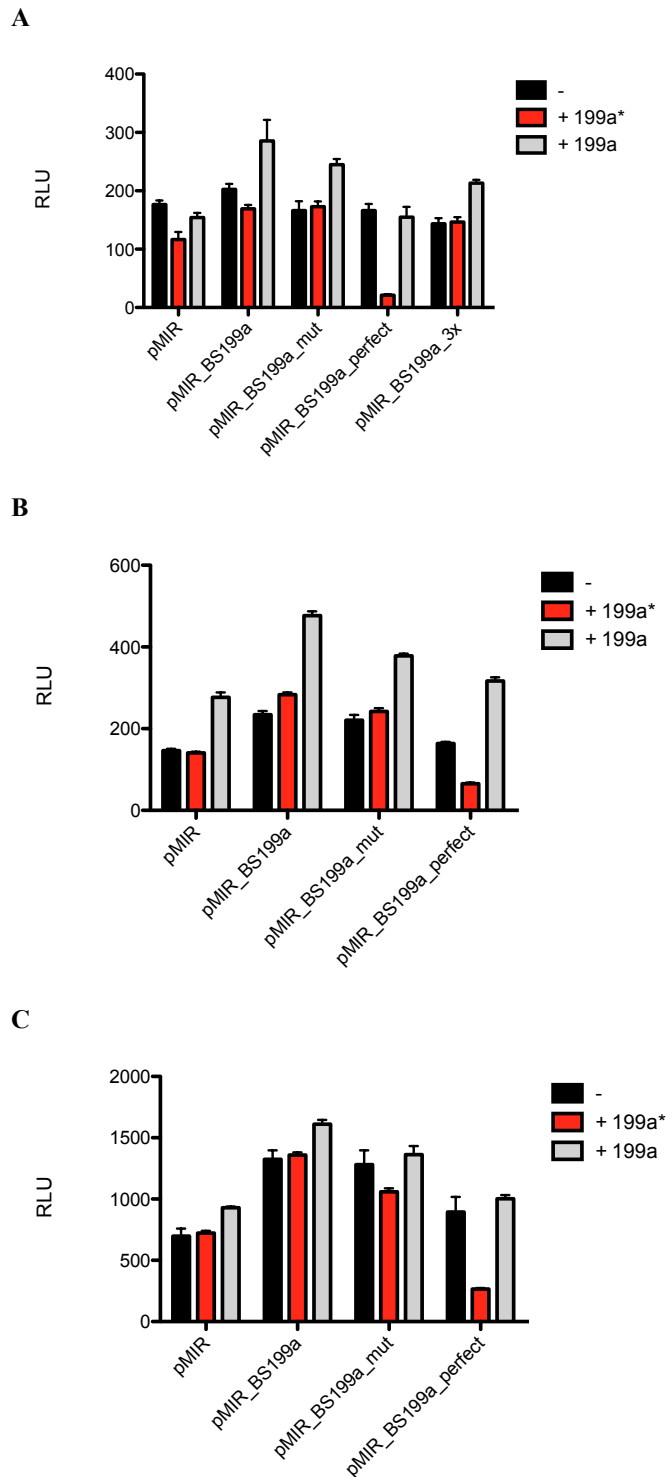 A
400
300
200
100
0
RLU
-
+ 199a*
+ 199a
pMIR
pMIR_BS199a
pMIR_BS199a_mut
pMIR_BS199a_perfect
pMIR_BS199a_3x
B
600
400
200
0
RLU
-
+ 199a*
+ 199a
pMIR
pMIR_BS199a
pMIR_BS199a_mut
pMIR_BS199a_perfect
C
2000
1500
1000
500
0
RLU
-
+ 199a*
+ 199a
pMIR
pMIR_BS199a
pMIR_BS199a_mut
pMIR_BS199a_perfect